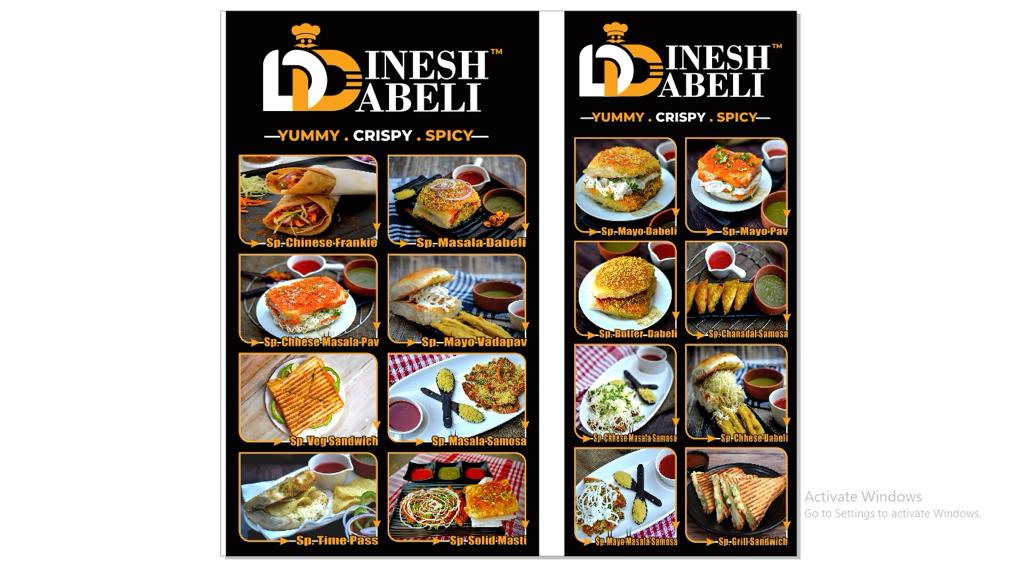 DINESH™
DABELI
YUMMY . CRISPY . SPICY
Sp. Chinese Frankie
Sp. Masala Dabeli
Sp. Chhese Masala Pav
Sp. Mayo Vadapav
Sp. Veg Sandwich
Sp. Masala Samosa
Sp. Time Pass
Sp. Solid Masti
DINESH™
DABELI
YUMMY . CRISPY . SPICY
Sp. Mayo Dabeli
Sp. Mayo Pav
Sp. Butter Dabeli
Sp. Chanadal Samosa
Sp. Chhese Masala Samosa
Sp. Chhese Dabeli
Sp. Mayo Masala Samosa
Sp. Grill Sandwich
Activate Windows
Go to Settings to activate Windows.